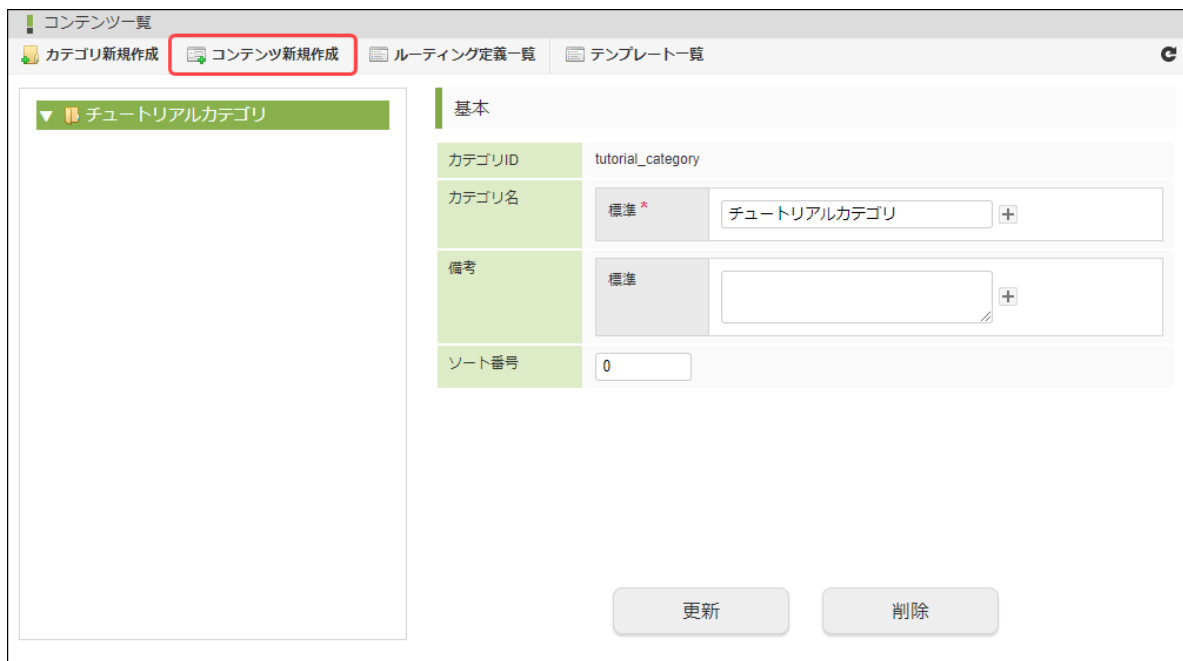 コンテンツ一覧
カテゴリ新規作成 コンテンツ新規作成 ルーティング定義一覧 テンプレート一覧
チュートリアルカテゴリ
基本
カテゴリID tutorial_category
カテゴリ名 標準* チュートリアルカテゴリ
備考 標準
ソート番号 0
更新 削除